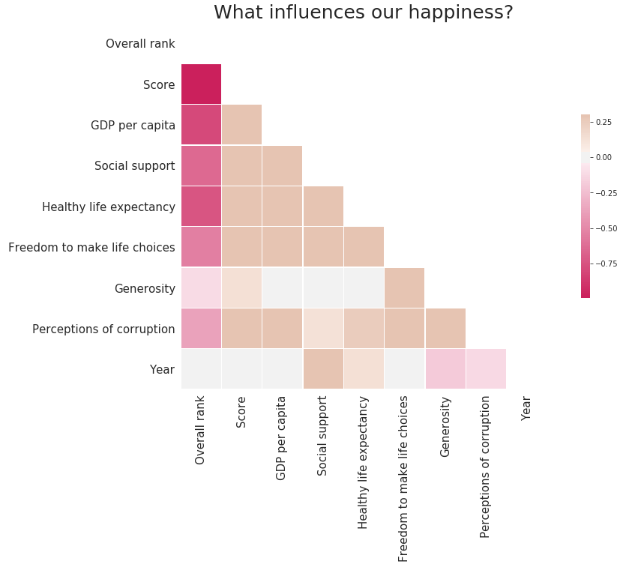 What influences our happiness?
Overall rank
Score
GDP per capita
Social support
Healthy life expectancy
Freedom to make life choices
Generosity
Perceptions of corruption
Year
0.25
0.00
−0.25
−0.50
−0.75
Overall rank
Score
GDP per capita
Social support
Healthy life expectancy
Freedom to make life choices
Generosity
Perceptions of corruption
Year